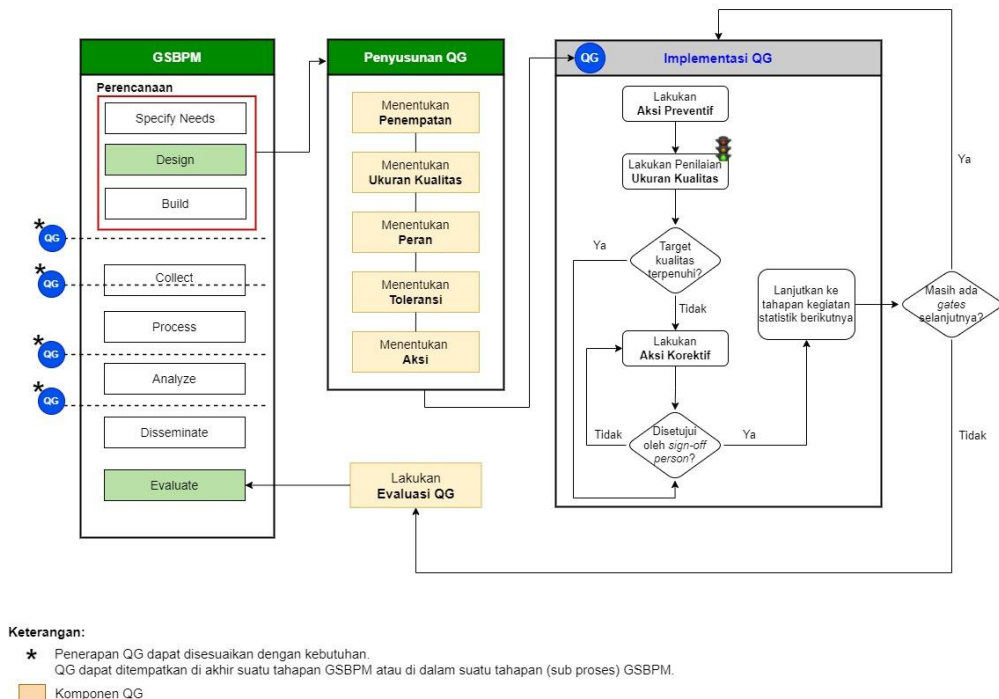 GSBPM
Perencanaan
Specify Needs
Design
Build
*
QG
*
QG
Collect
Process
*
QG
Analyze
*
QG
Disseminate
Evaluate
Penyusunan QG
Menentukan
Penempatan
Menentukan
Ukuran Kualitas
Menentukan
Peran
Menentukan
Toleransi
Menentukan
Aksi
Lakukan
Evaluasi QG
QG
Implementasi QG
Lakukan
Aksi Preventif
Lakukan Penilaian
Ukuran Kualitas
Ya
Target
kualitas
terpenuhi?
Tidak
Lakukan
Aksi Korektif
Tidak
Disetujui
oleh sign-off
person?
Ya
Lanjutkan ke
tahapan kegiatan
statistik berikutnya
Ya
Masih ada
gates
selanjutnya?
Tidak
Keterangan:
* Penerapan QG dapat disesuaikan dengan kebutuhan.
QG dapat ditempatkan di akhir suatu tahapan GSBPM atau di dalam suatu tahapan (sub proses) GSBPM.
Komponen QG